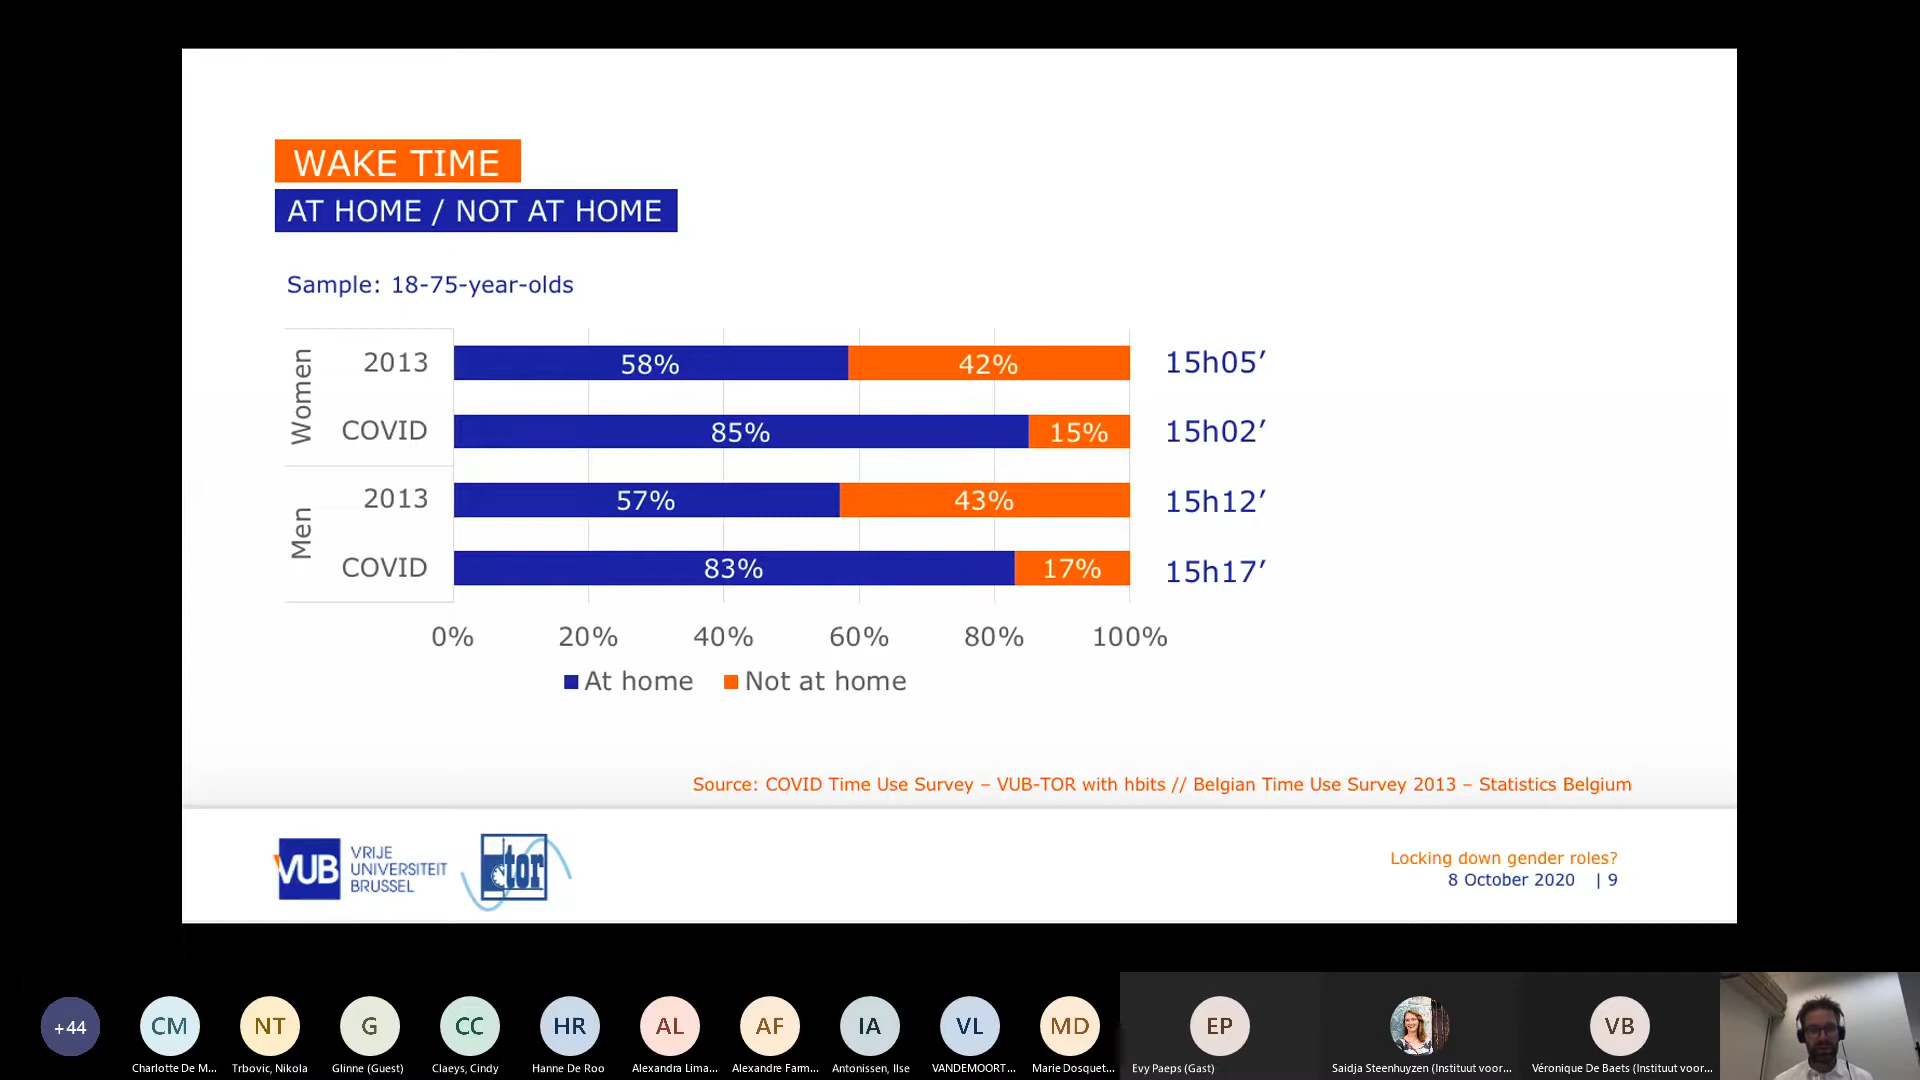 WAKE TIME
AT HOME / NOT AT HOME
Sample: 18-75-year-olds
Women
2013
58%
42%
15h05’
COVID
85%
15%
15h02’
Men
2013
57%
43%
15h12’
COVID
83%
17%
15h17’
0% 20% 40% 60% 80% 100%
At home Not at home
Source: COVID Time Use Survey – VUB-TOR with hbits // Belgian Time Use Survey 2013 – Statistics Belgium
VUB
VRIJE
UNIVERSITEIT
BRUSSEL
tor
Locking down gender roles?
8 October 2020 | 9
+44
CM
NT
G
CC
HR
AL
AF
IA
VL
MD
EP
VB
Charlotte De M...
Trbovic, Nikola
Glinne (Guest)
Claeys, Cindy
Hanne De Roo
Alexandra Lima...
Alexandre Farm...
Antonissen, Ilse
VANDEMOORT...
Marie Dosquet...
Evy Paeps (Gast)
Saidja Steenhuyzen (Instituut voor...
Véronique De Baets (Instituut voor...